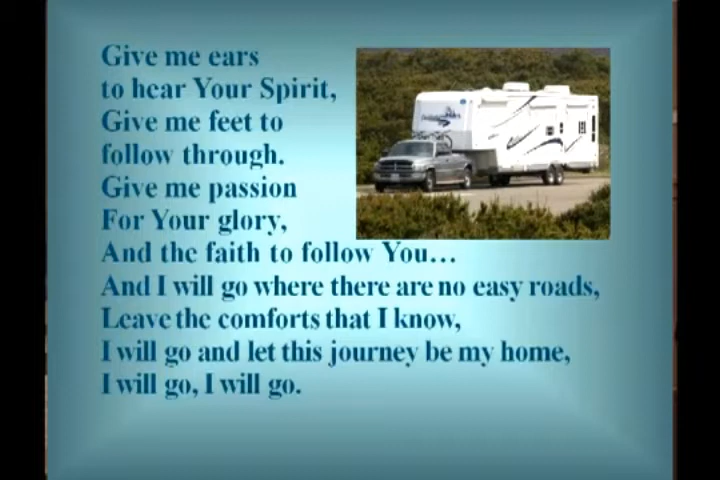 Give me ears
to hear Your Spirit,
Give me feet to
follow through.
Give me passion
For Your glory,
And the faith to follow You...
And I will go where there are no easy roads,
Leave the comforts that I know,
I will go and let this journey be my home,
I will go, I will go.